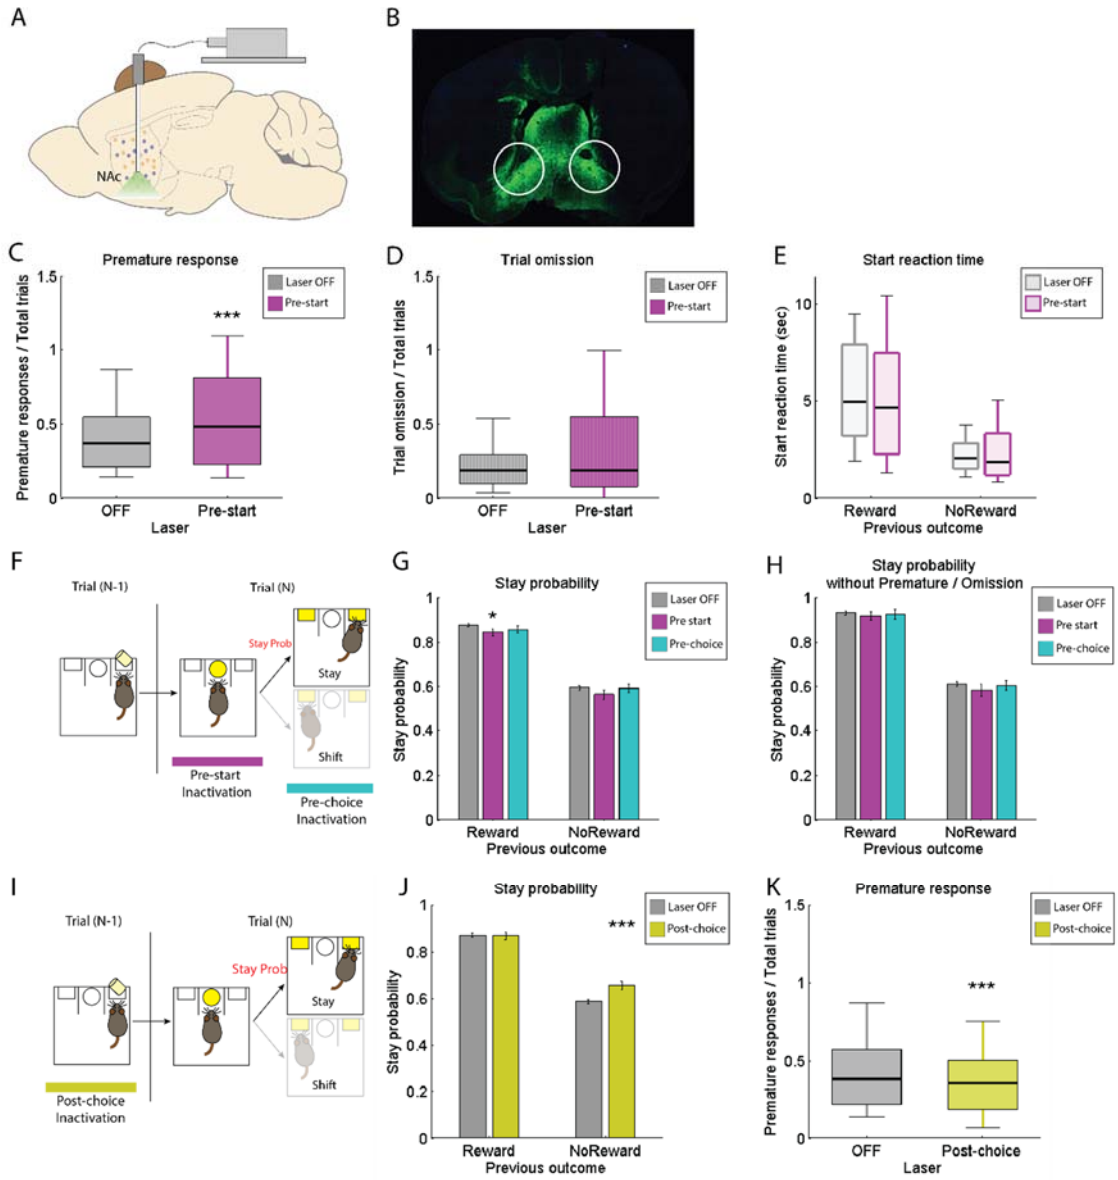 A
NAc
B
C
Premature response
Laser OFF
Pre-start
***
Premature responses / Total trials
1.5
1
0.5
0
OFF
Pre-start
Laser
D
Trial omission
Laser OFF
Pre-start
Trial omission / Total trials
1.5
1
0.5
0
OFF
Pre-start
Laser
E
Start reaction time
Laser OFF
Pre-start
Start reaction time (sec)
10
5
0
Reward
NoReward
Previous outcome
F
Trial (N-1)
Trial (N)
Stay Prob
Stay
Shift
Pre-start
Inactivation
Pre-choice
Inactivation
G
Stay probability
Laser OFF
Pre start
Pre-choice
*
Stay probability
1
0.8
0.6
0.4
0.2
0
Reward
NoReward
Previous outcome
H
Stay probability
without Premature / Omission
Laser OFF
Pre start
Pre-choice
Stay probability
1
0.8
0.6
0.4
0.2
0
Reward
NoReward
Previous outcome
I
Trial (N-1)
Trial (N)
Stay Prob
Stay
Shift
Post-choice
Inactivation
J
Stay probability
Laser OFF
Post-choice
***
Stay probability
1
0.8
0.6
0.4
0.2
0
Reward
NoReward
Previous outcome
K
Premature response
Laser OFF
Post-choice
***
Premature responses / Total trials
1.5
1
0.5
0
OFF
Post-choice
Laser